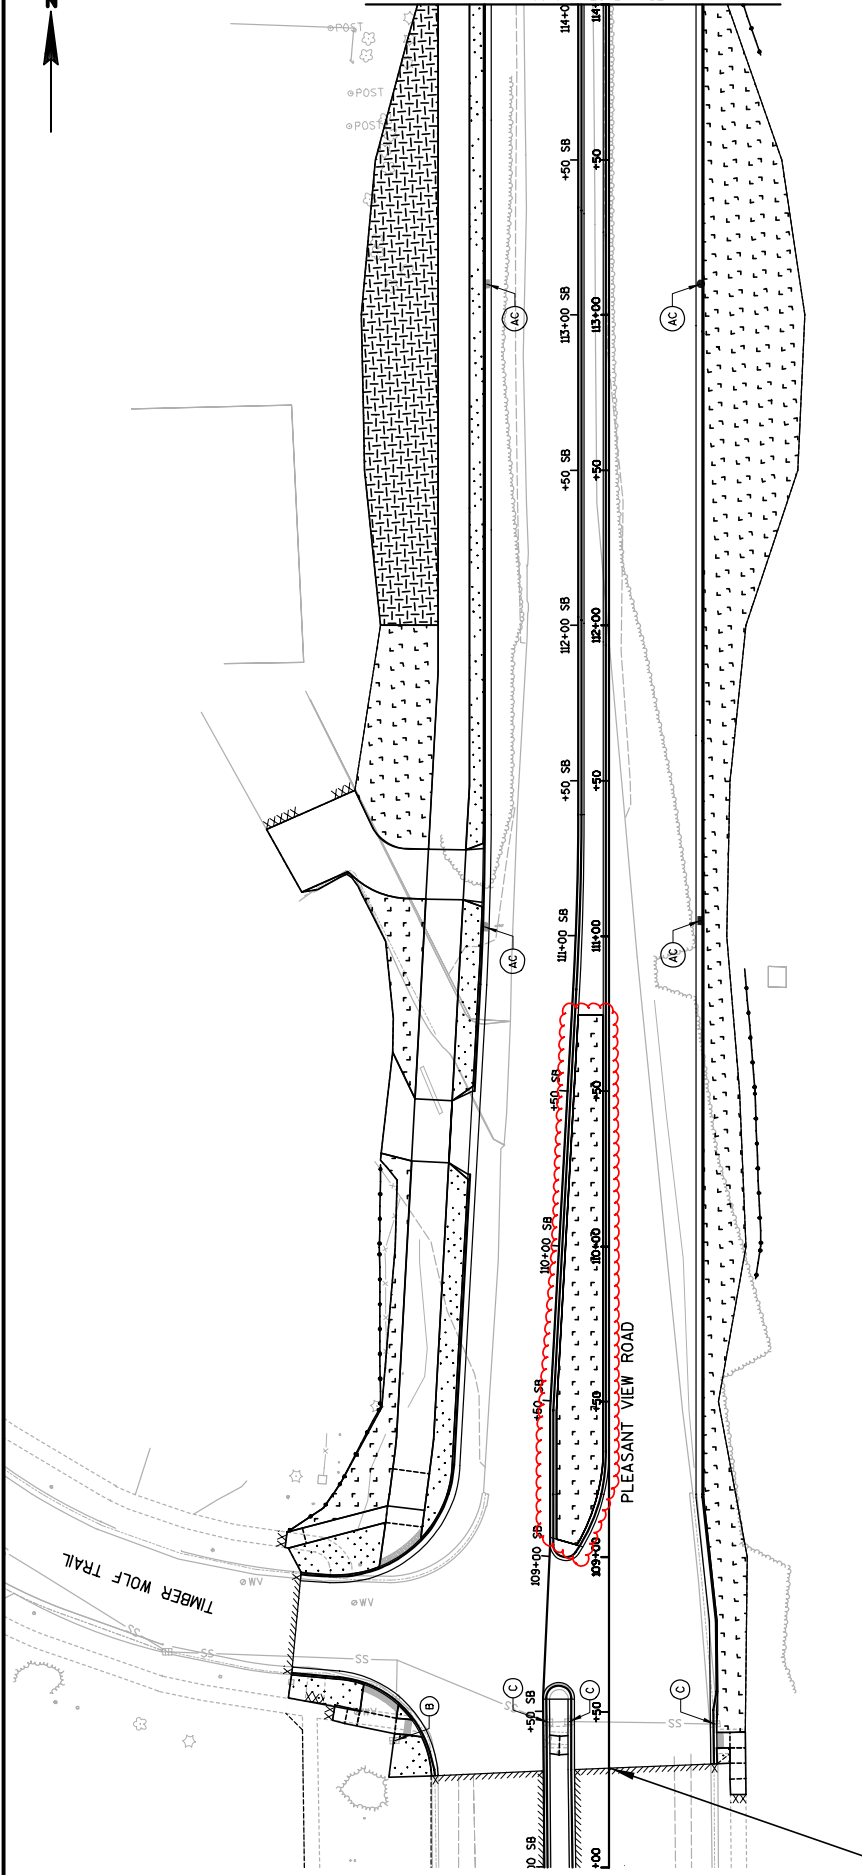 N
POST
POST
POST
114+0
114+
+50 SB
+50
AC
AC
113+00 SB
113+00
+50 SB
+50
112+00 SB
112+00
+50 SB
+50
111+00 SB
111+00
AC
AC
+50 SB
+50
110+00 SB
110+00
+50 SB
+50
PLEASANT VIEW ROAD
109+00 SB
109+00
TIMBER WOLF TRAIL
WV
WV
SS
SS
SS
SS
SS
C
C
C
B
+50 SB
+50
00 SB
+00